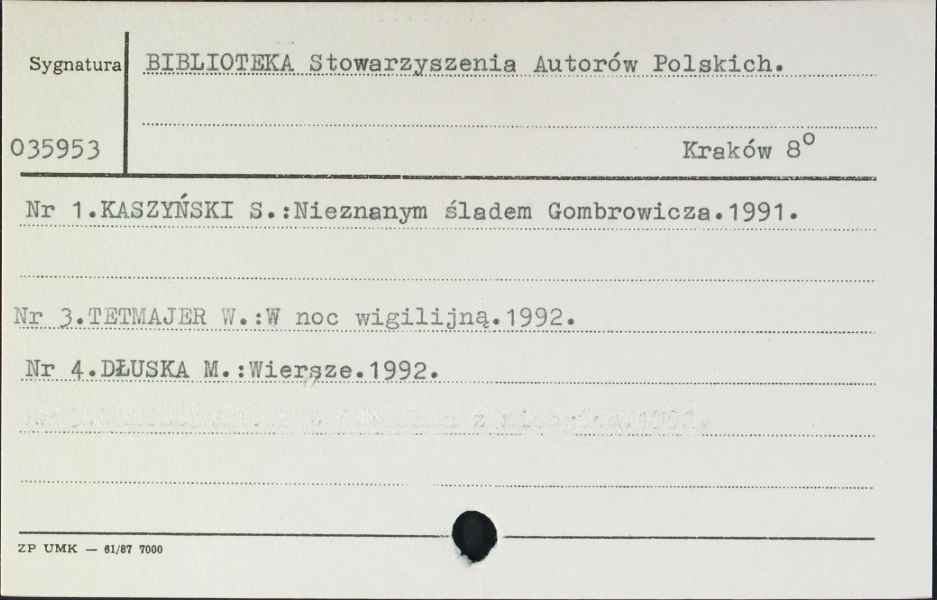 Sygnatura
BIBLIOTEKA Stowarzyszenia Autorów Polskich.
035953
Kraków 8°
Nr 1.KASZYŃSKI S.:Nieznanym śladem Gombrowicza.1991.
Nr 3.TETMAJER W.:W noc wigilijną.1992.
Nr 4.DŁUSKA M.:Wiersze.1992.
ZP UMK — 61/87 7000